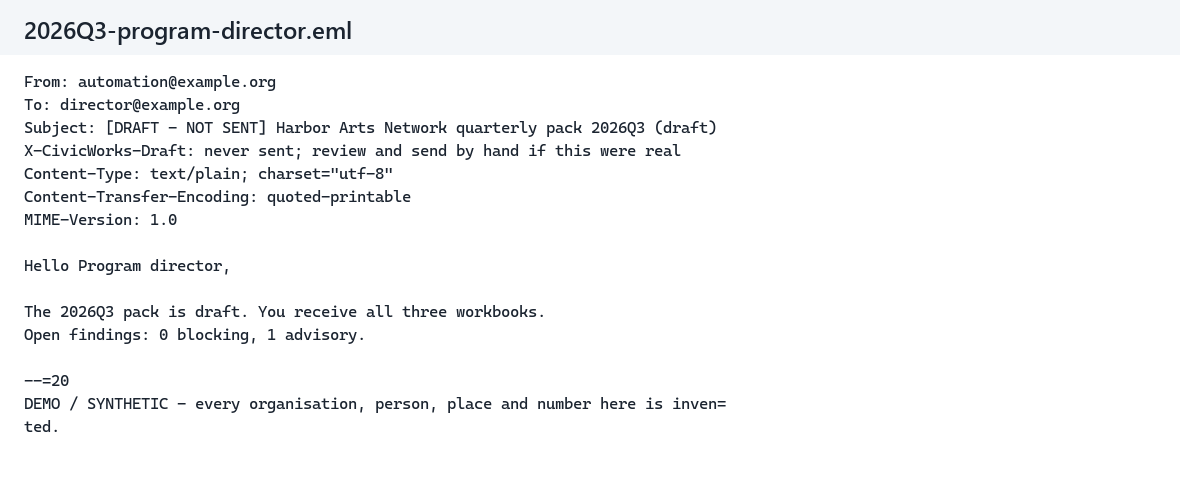 2026Q3-program-director.eml
From: automation@example.org
To: director@example.org
Subject: [DRAFT - NOT SENT] Harbor Arts Network quarterly pack 2026Q3 (draft)
X-CivicWorks-Draft: never sent; review and send by hand if this were real
Content-Type: text/plain; charset="utf-8"
Content-Transfer-Encoding: quoted-printable
MIME-Version: 1.0
Hello Program director,
The 2026Q3 pack is draft. You receive all three workbooks.
Open findings: 0 blocking, 1 advisory.
--=20
DEMO / SYNTHETIC - every organisation, person, place and number here is inven=
ted.